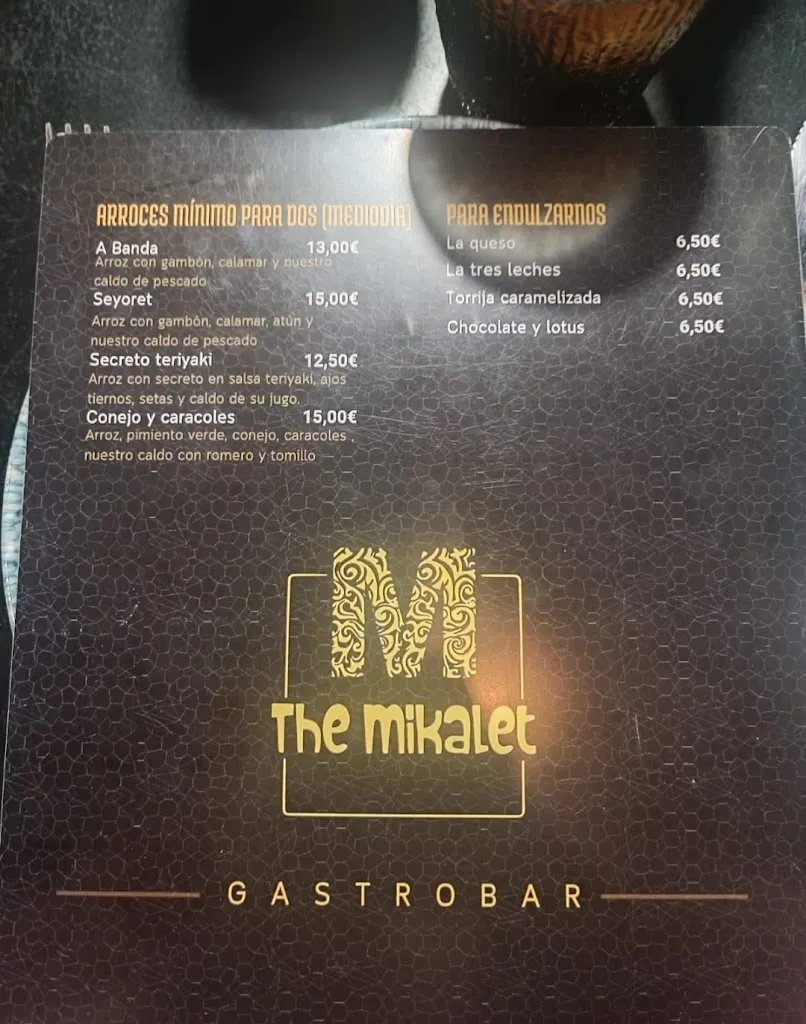 ARROCES MÍNIMO PARA DOS (MEDIODÍA)
A Banda 13,00€
Arroz con gambón, calamar y nuestro
caldo de pescado
Seyoret 15,00€
Arroz con gambón, calamar, atún y
nuestro caldo de pescado
Secreto teriyaki 12,50€
Arroz con secreto en salsa teriyaki, ajos
tiernos, setas y caldo de su jugo.
Conejo y caracoles 15,00€
Arroz, pimiento verde, conejo, caracoles ,
nuestro caldo con romero y tomillo
PARA ENDULZARNOS
La queso 6,50€
La tres leches 6,50€
Torrija caramelizada 6,50€
Chocolate y lotus 6,50€
M
The Mikalet
GASTROBAR